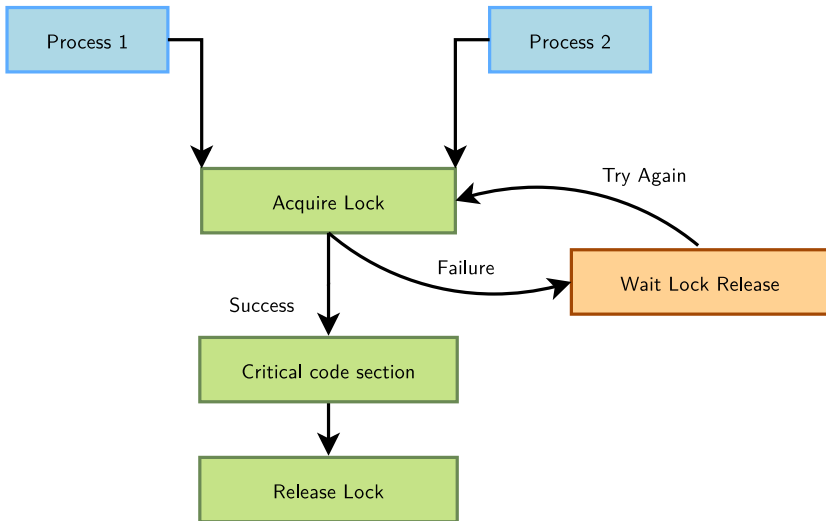 Process 1
Process 2
Acquire Lock
Try Again
Failure
Wait Lock Release
Success
Critical code section
Release Lock